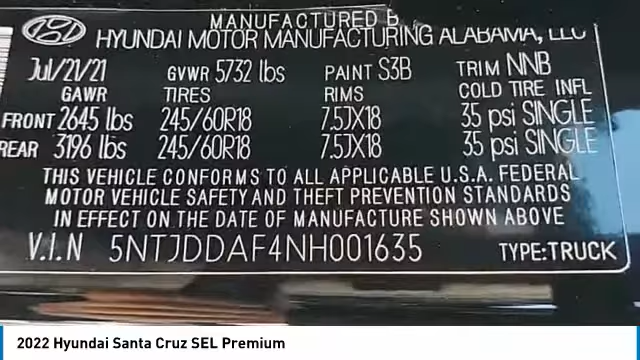 MANUFACTURED B
HYUNDAI MOTOR MANUFACTURING ALABAMA, LLC
Jul/21/21 GVWR 5732 lbs PAINT S3B TRIM NNB
GAWR TIRES RIMS COLD TIRE INFL
FRONT 2645 lbs 245/60R18 7.5JX18 35 psi SINGLE
REAR 3196 lbs 245/60R18 7.5JX18 35 psi SINGLE
THIS VEHICLE CONFORMS TO ALL APPLICABLE U.S.A. FEDERAL
MOTOR VEHICLE SAFETY AND THEFT PREVENTION STANDARDS
IN EFFECT ON THE DATE OF MANUFACTURE SHOWN ABOVE
V.I.N 5NTJDDAF4NH001635 TYPE:TRUCK
2022 Hyundai Santa Cruz SEL Premium